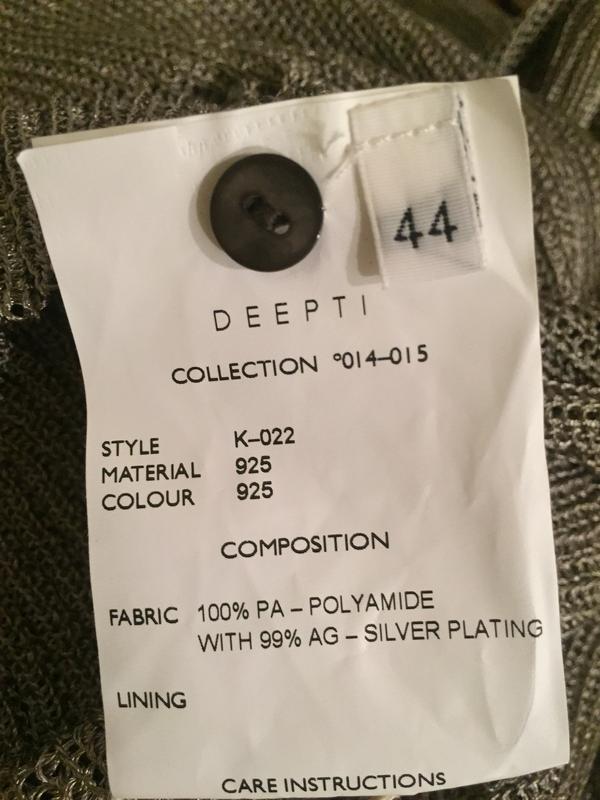 44
DEEPTI
COLLECTION °014–015
STYLE K–022
MATERIAL 925
COLOUR 925
COMPOSITION
FABRIC 100% PA – POLYAMIDE
WITH 99% AG – SILVER PLATING
LINING
CARE INSTRUCTIONS